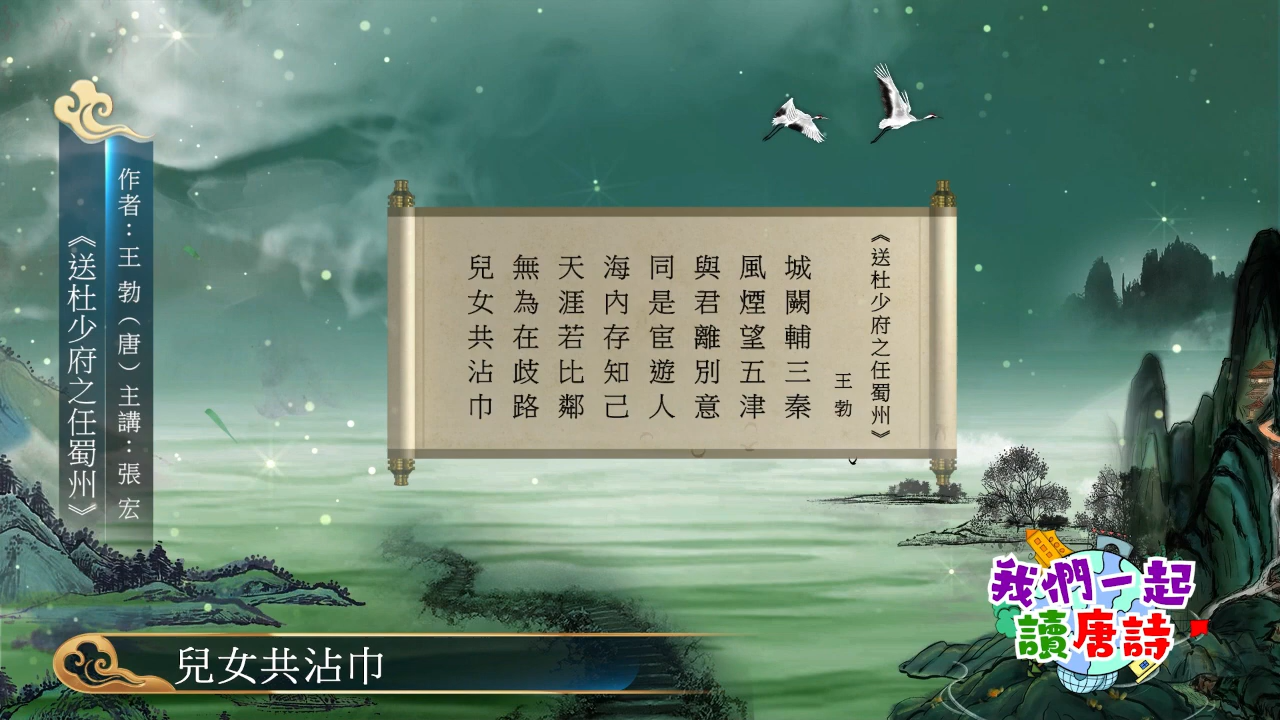 作者：王勃（唐）主講：張宏
《送杜少府之任蜀州》
《送杜少府之任蜀州》
王勃
城闕輔三秦
風煙望五津
與君離別意
同是宦遊人
海內存知己
天涯若比鄰
無為在歧路
兒女共沾巾
兒女共沾巾
我們一起
讀唐詩